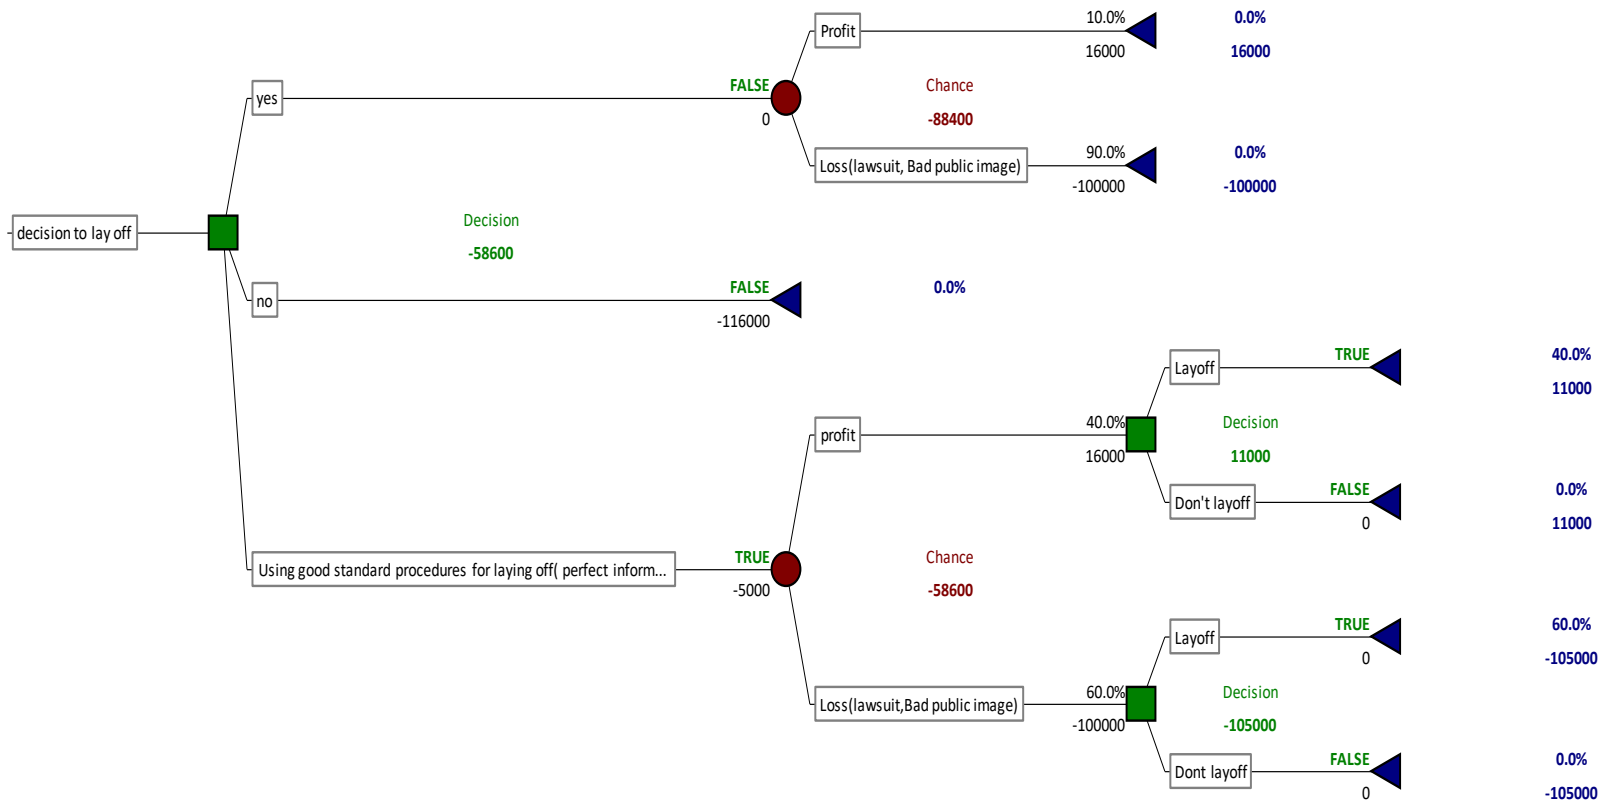 Profit
10.0%
16000
0.0%
16000
yes
FALSE
0
Chance
-88400
Loss(lawsuit, Bad public image)
90.0%
-100000
0.0%
-100000
decision to lay off
Decision
-58600
no
FALSE
-116000
0.0%
Layoff
TRUE
40.0%
11000
profit
40.0%
16000
Decision
11000
Don't layoff
FALSE
0
0.0%
11000
Using good standard procedures for laying off( perfect inform...
TRUE
-5000
Chance
-58600
Layoff
TRUE
0
60.0%
-105000
Loss(lawsuit,Bad public image)
60.0%
-100000
Decision
-105000
Dont layoff
FALSE
0
0.0%
-105000